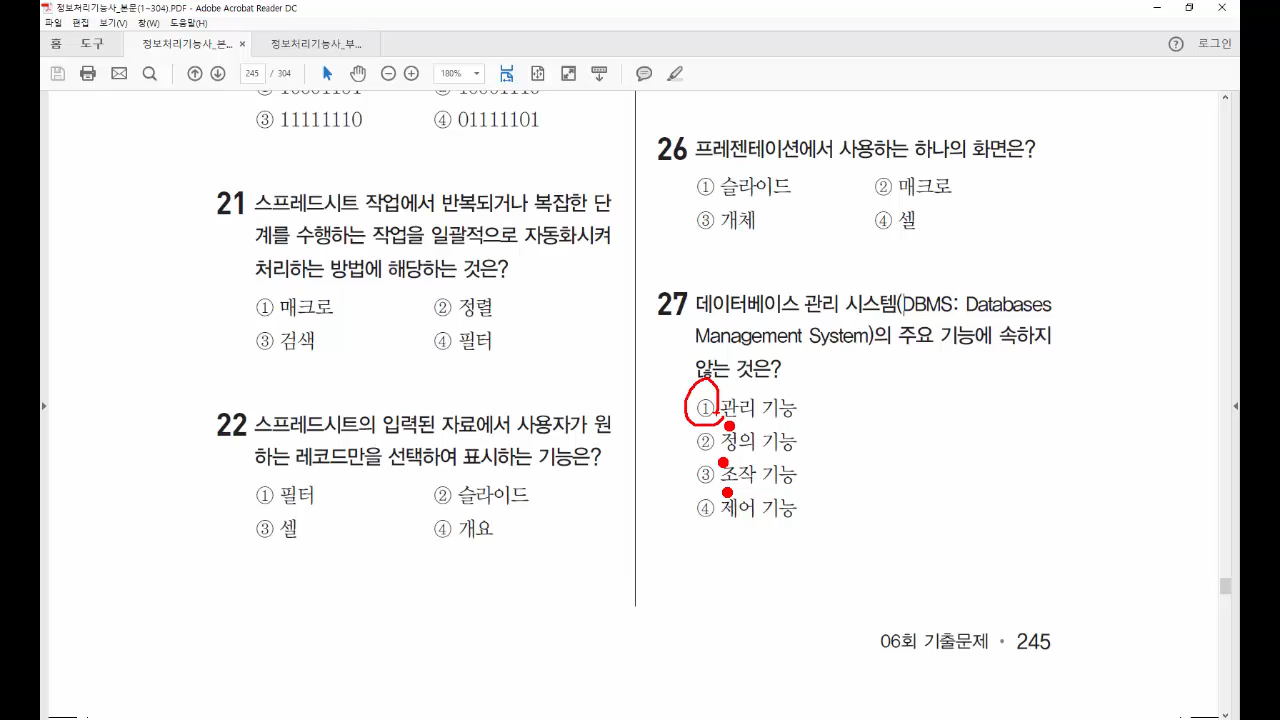 정보처리기능사_본문(1~304).PDF - Adobe Acrobat Reader DC
파일 편집 보기(V) 창(W) 도움말(H)
홈 도구 정보처리기능사_본... × 정보처리기능사_부... ? 로그인
245 / 304 180%
③ 11111110 ④ 01111101
21 스프레드시트 작업에서 반복되거나 복잡한 단
계를 수행하는 작업을 일괄적으로 자동화시켜
처리하는 방법에 해당하는 것은?
① 매크로 ② 정렬
③ 검색 ④ 필터
22 스프레드시트의 입력된 자료에서 사용자가 원
하는 레코드만을 선택하여 표시하는 기능은?
① 필터 ② 슬라이드
③ 셀 ④ 개요
26 프레젠테이션에서 사용하는 하나의 화면은?
① 슬라이드 ② 매크로
③ 개체 ④ 셀
27 데이터베이스 관리 시스템(DBMS: Databases
Management System)의 주요 기능에 속하지
않는 것은?
① 관리 기능
② 정의 기능
③ 조작 기능
④ 제어 기능
06회 기출문제 • 245